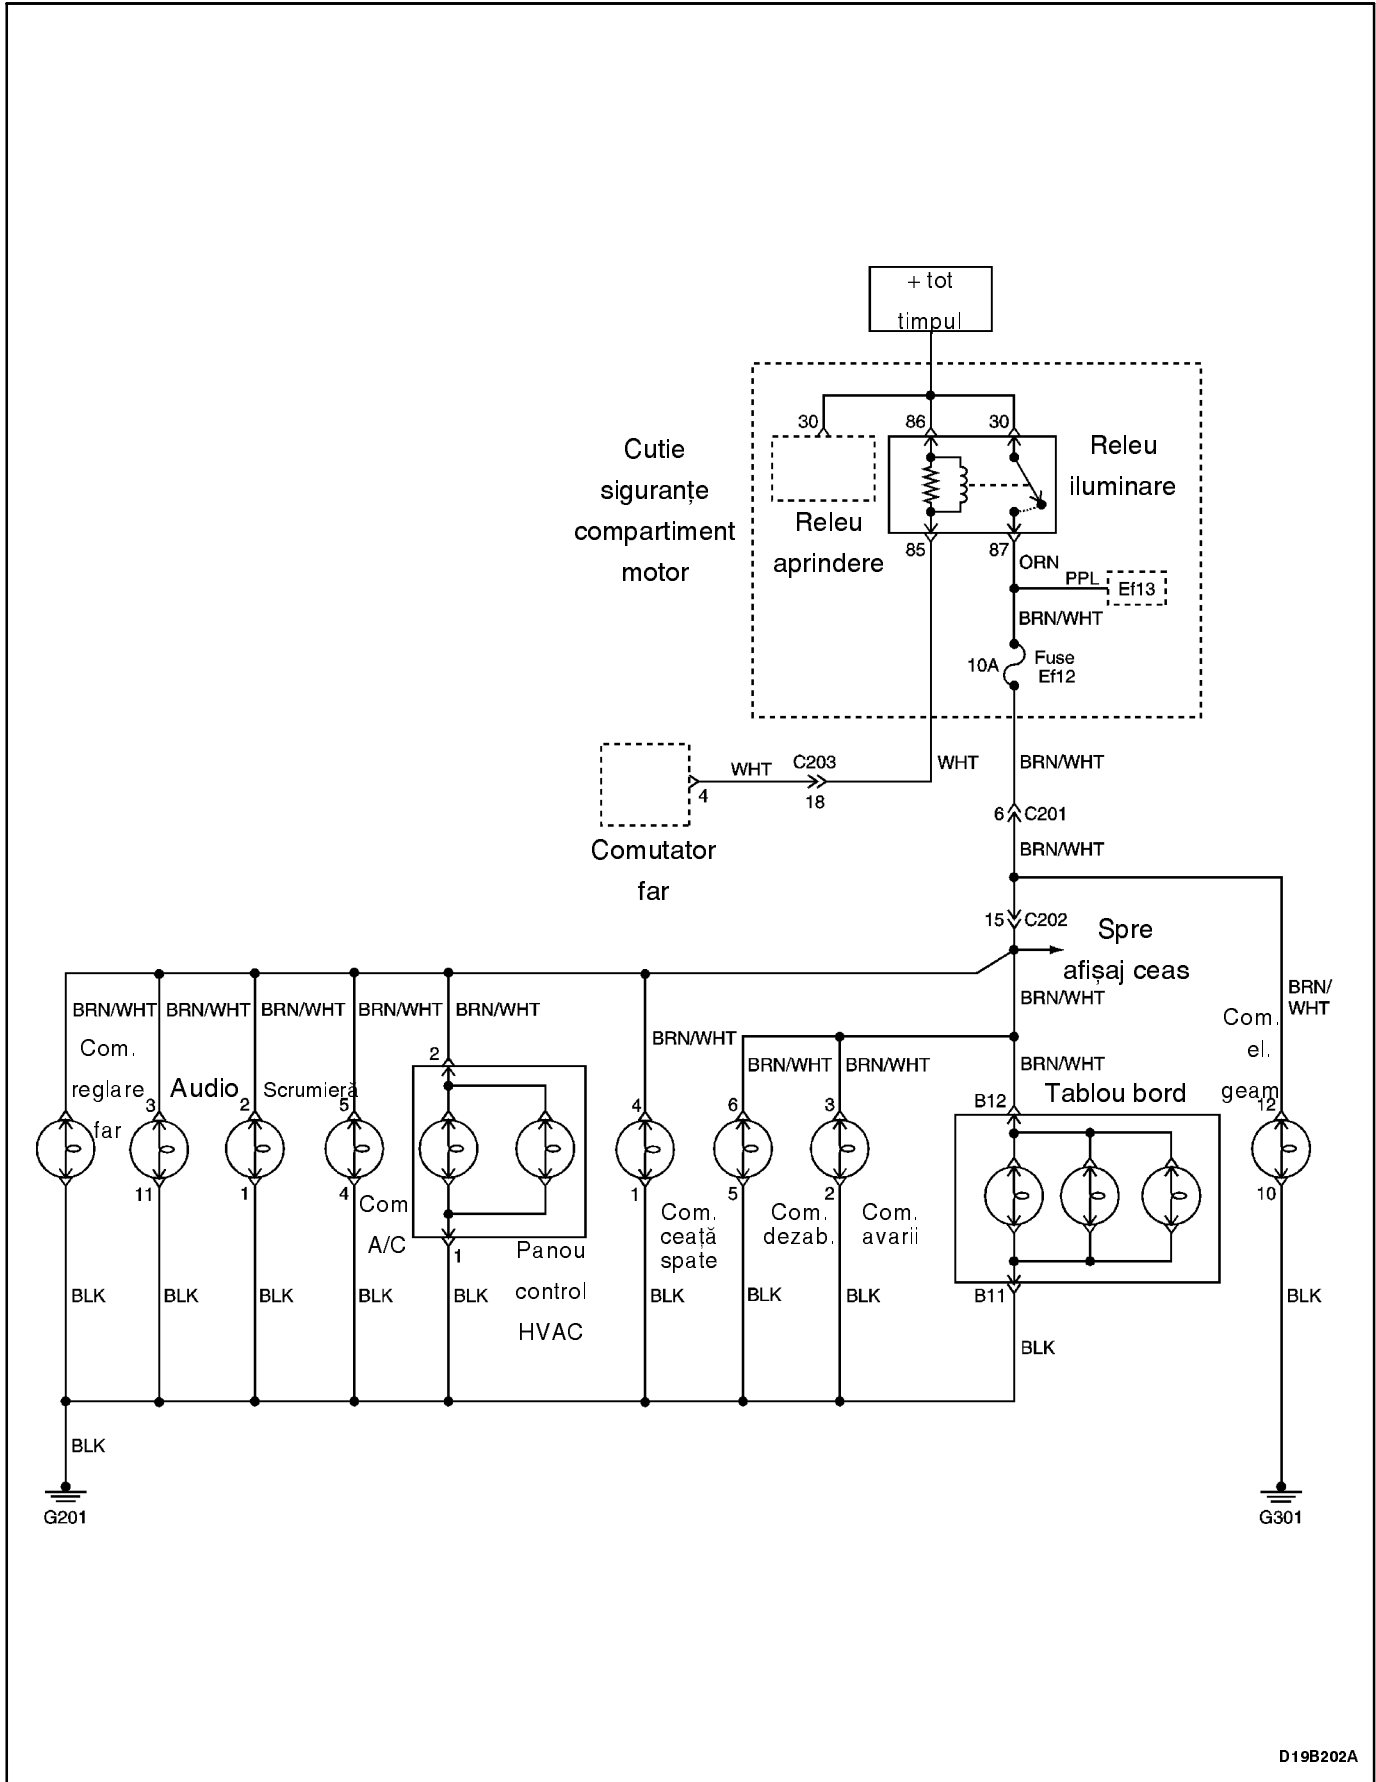 + tot
timpul
30
86
30
Cutie
siguranțe
compartiment
motor
Releu
iluminare
Releu
aprindere
85
87
ORN
PPL
Ef13
BRN/WHT
10A
Fuse
Ef12
WHT
C203
WHT
BRN/WHT
4
18
6
C201
Comutator
far
BRN/WHT
15
C202
Spre
afișaj ceas
BRN/WHT
BRN/WHT
BRN/WHT
BRN/WHT
BRN/WHT
BRN/WHT
BRN/
WHT
BRN/WHT
BRN/WHT
BRN/WHT
BRN/WHT
Com.
reglare
far
Audio
Scrumieră
2
Com.
el.
geam
Tablou bord
3
2
5
4
6
3
B12
12
11
1
4
1
5
2
10
Com
A/C
1
Panou
control
HVAC
Com.
ceață
spate
Com.
dezab.
Com.
avarii
BLK
BLK
BLK
BLK
BLK
BLK
BLK
BLK
B11
BLK
BLK
BLK
G201
G301
D19B202A